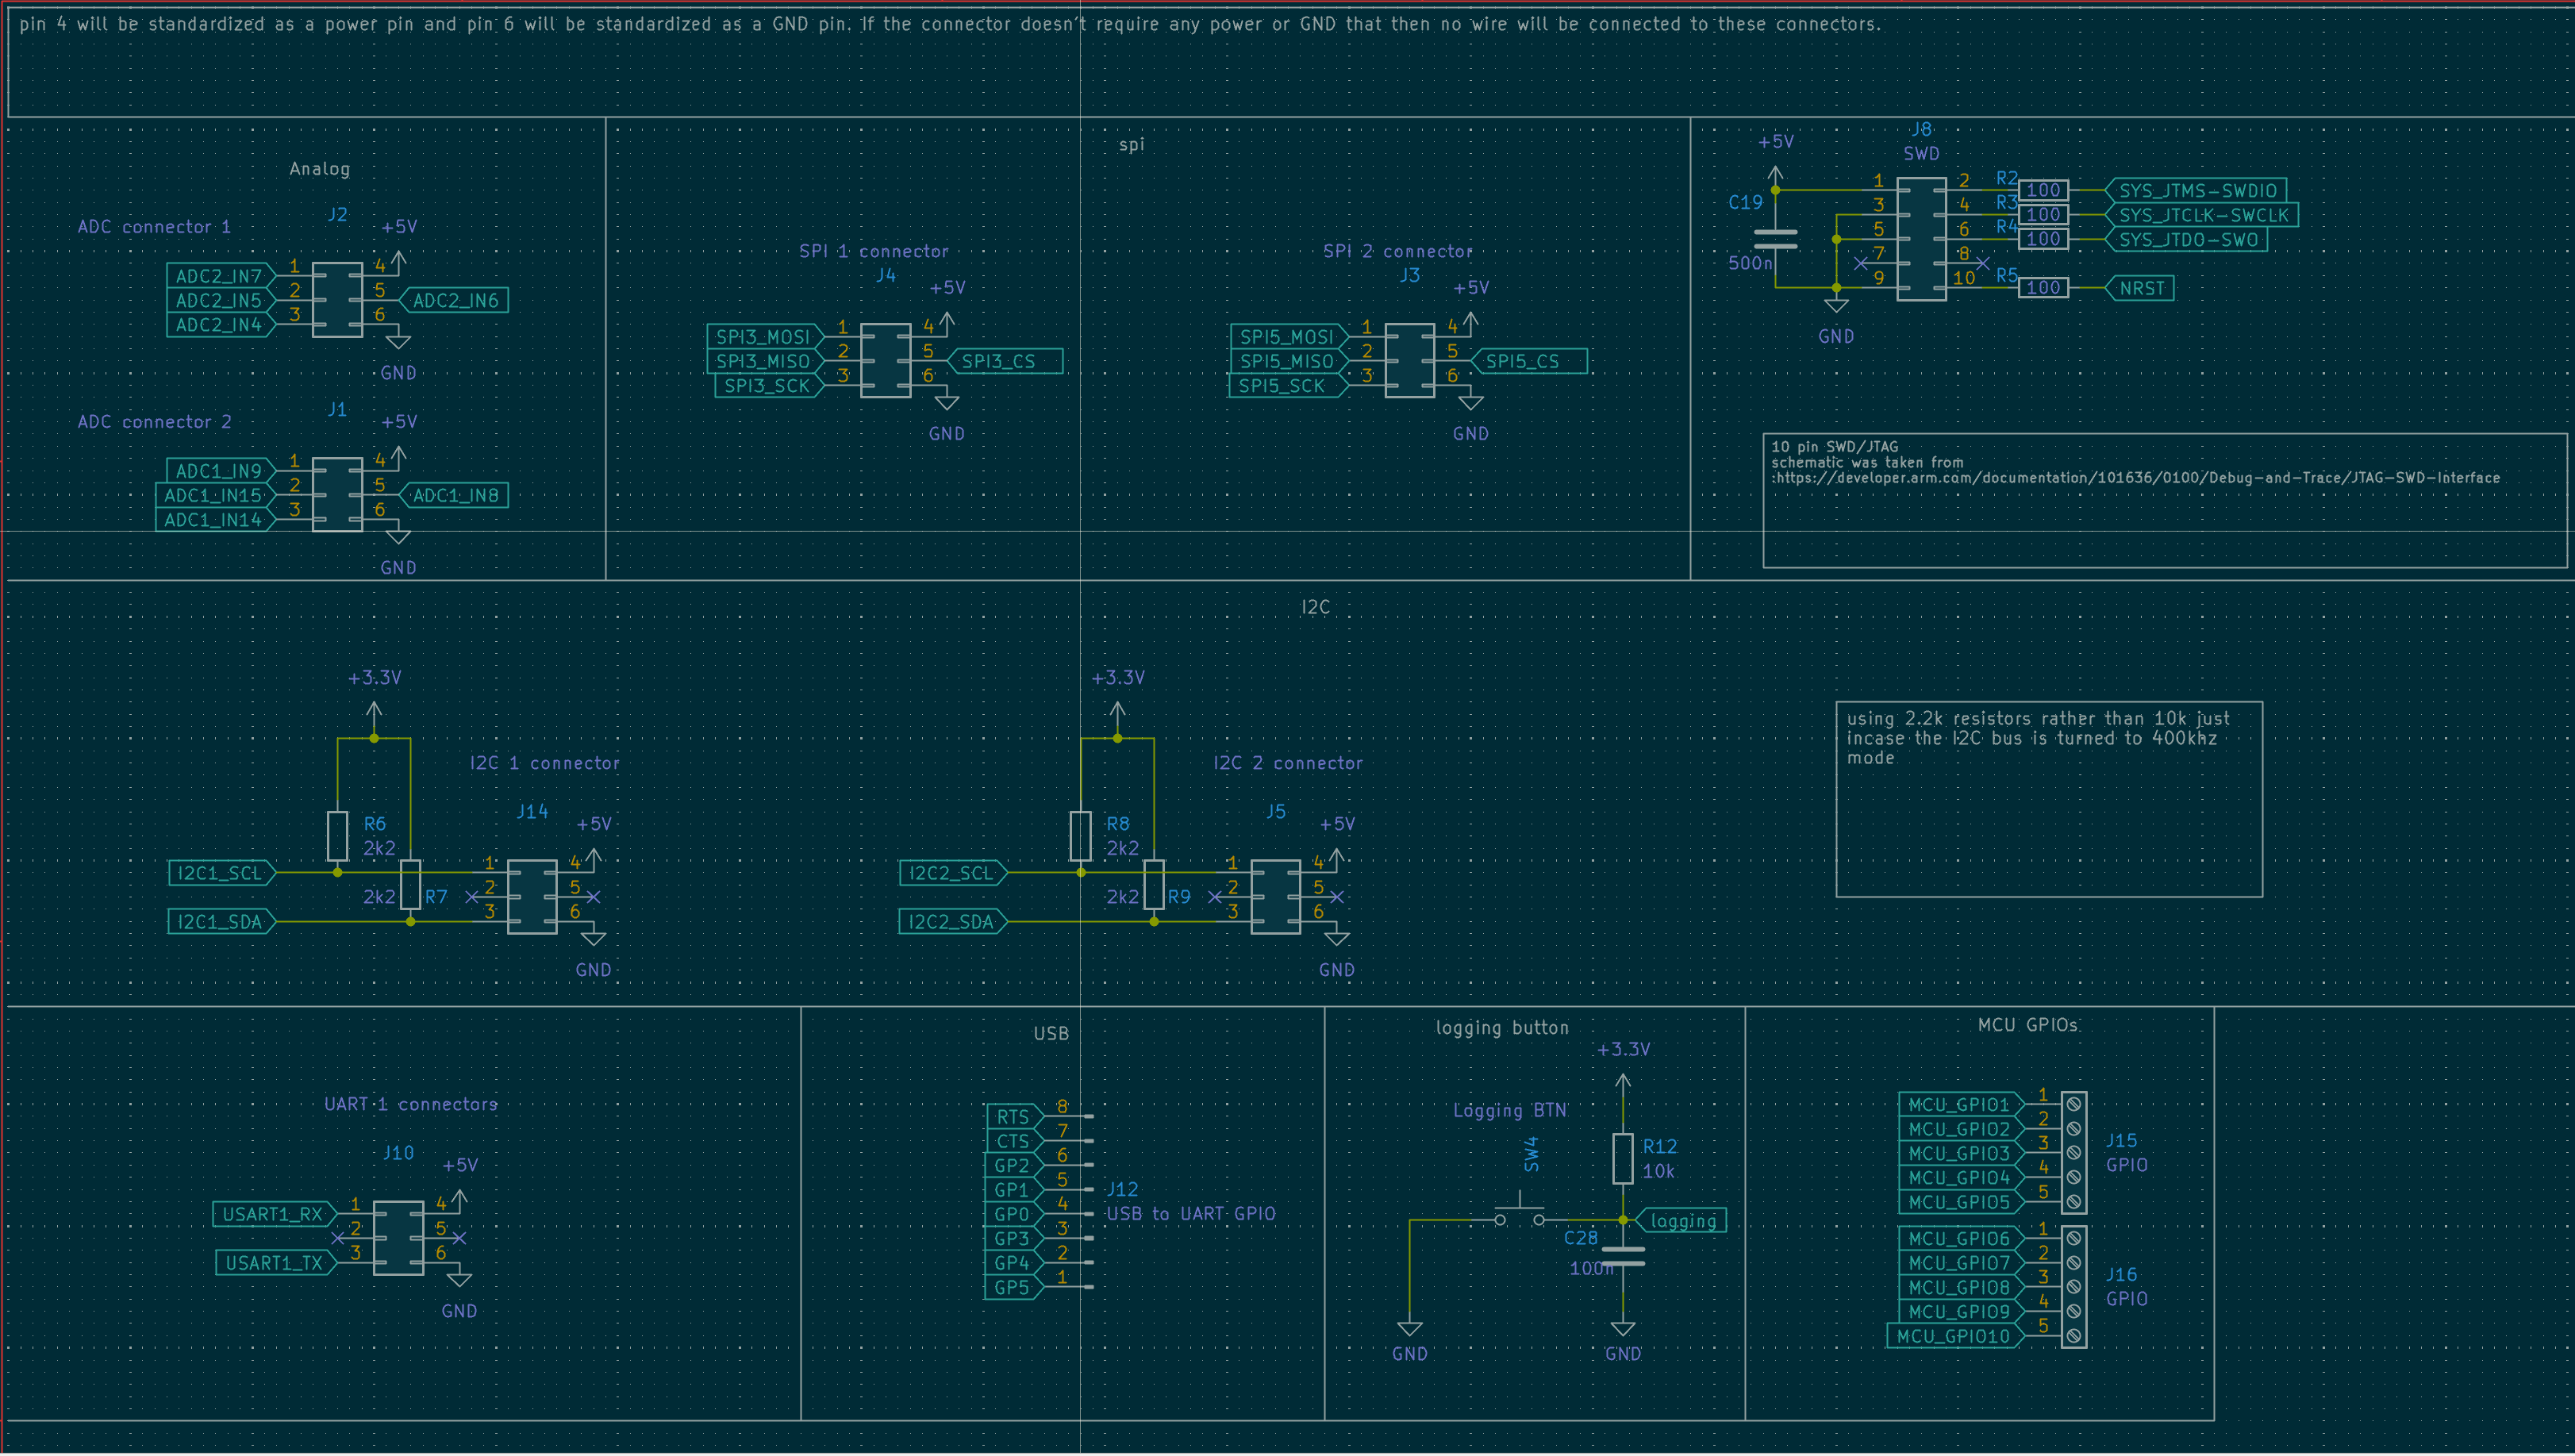 pin 4 will be standardized as a power pin and pin 6 will be standardized as a GND pin. If the connector doesn't require any power or GND that then no wire will be connected to these connectors.
Analog
ADC connector 1
J2
+5V
ADC2_IN7 1 4
ADC2_IN5 2 5 ADC2_IN6
ADC2_IN4 3 6
GND
ADC connector 2
J1
+5V
ADC1_IN9 1 4
ADC1_IN15 2 5 ADC1_IN8
ADC1_IN14 3 6
GND
spi
SPI 1 connector
J4
+5V
SPI3_MOSI 1 4
SPI3_MISO 2 5 SPI3_CS
SPI3_SCK 3 6
GND
SPI 2 connector
J3
+5V
SPI5_MOSI 1 4
SPI5_MISO 2 5 SPI5_CS
SPI5_SCK 3 6
GND
J8
SWD
+5V
C19
500n
1 2 R2 100 SYS_JTMS-SWDIO
3 4 R3 100 SYS_JTCLK-SWCLK
5 6 R4 100 SYS_JTDO-SWO
7 8
9 10 R5 100 NRST
GND
10 pin SWD/JTAG
schematic was taken from
:https://developer.arm.com/documentation/101636/0100/Debug-and-Trace/JTAG-SWD-Interface
I2C
+3.3V
I2C 1 connector
J14
+5V
R6
2k2
I2C1_SCL 1 4
2k2 R7 2 5
I2C1_SDA 3 6
GND
+3.3V
I2C 2 connector
J5
+5V
R8
2k2
I2C2_SCL 1 4
2k2 R9 2 5
I2C2_SDA 3 6
GND
using 2.2k resistors rather than 10k just
incase the I2C bus is turned to 400khz
mode
UART 1 connectors
J10
+5V
USART1_RX 1 4
2 5
USART1_TX 3 6
GND
USB
RTS 8
CTS 7
GP2 6
GP1 5
GP0 4
GP3 3
GP4 2
GP5 1
J12
USB to UART GPIO
logging button
+3.3V
Logging BTN
SW4
R12
10k
logging
C28
100n
GND
GND
MCU GPIOs
MCU_GPIO1 1
MCU_GPIO2 2
MCU_GPIO3 3
MCU_GPIO4 4
MCU_GPIO5 5
J15
GPIO
MCU_GPIO6 1
MCU_GPIO7 2
MCU_GPIO8 3
MCU_GPIO9 4
MCU_GPIO10 5
J16
GPIO